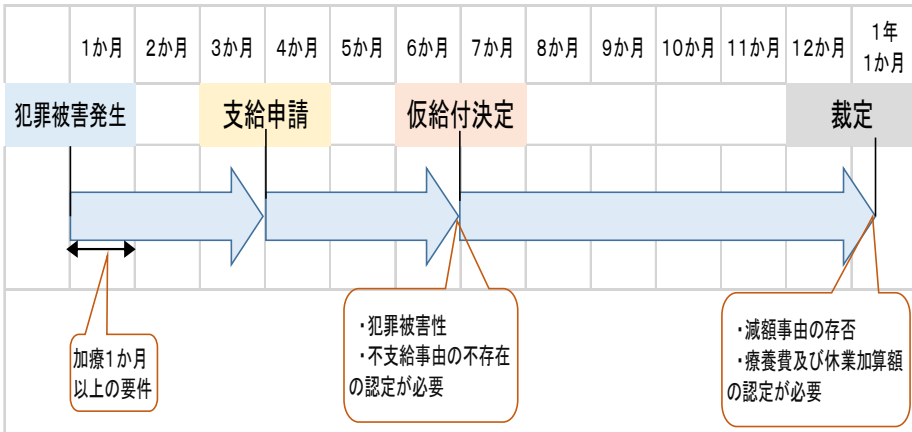 1か月
2か月
3か月
4か月
5か月
6か月
7か月
8か月
9か月
10か月
11か月
12か月
1年
1か月
犯罪被害発生
支給申請
仮給付決定
裁定
加療1か月
以上の要件
・犯罪被害性
・不支給事由の不存在
の認定が必要
・減額事由の存否
・療養費及び休業加算額
の認定が必要